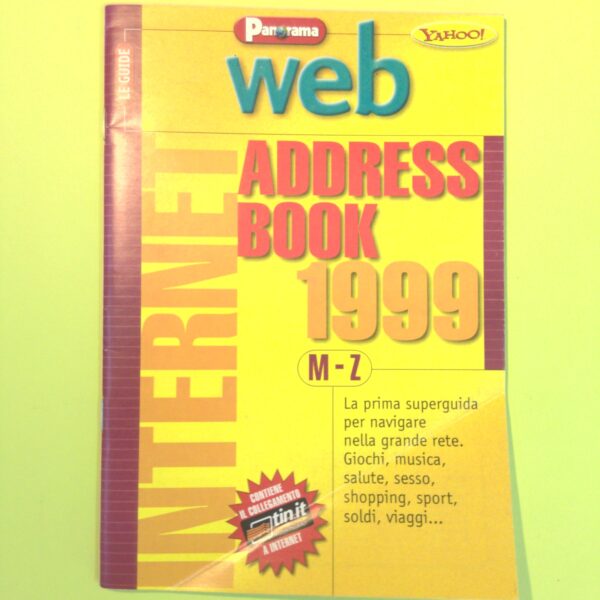 LE GUIDE
Panorama
YAHOO!
web
INTERNET
ADDRESS
BOOK
1999
M - Z
La prima superguida
per navigare
nella grande rete.
Giochi, musica,
salute, sesso,
shopping, sport,
soldi, viaggi...
CONTIENE
IL COLLEGAMENTO
tin.it
A INTERNET